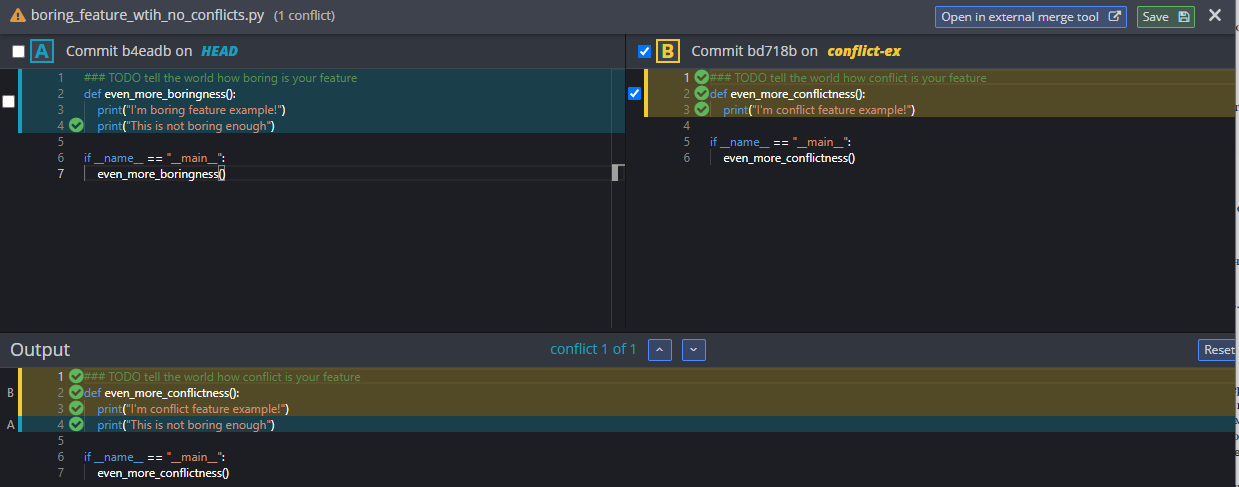 boring_feature_wtih_no_conflicts.py (1 conflict) Open in external merge tool Save
A Commit b4eadb on HEAD
1 ### TODO tell the world how boring is your feature
2 def even_more_boringness():
3 print("I'm boring feature example!")
4 print("This is not boring enough")
5
6 if __name__ == "__main__":
7 even_more_boringness()
B Commit bd718b on conflict-ex
1 ### TODO tell the world how conflict is your feature
2 def even_more_conflictness():
3 print("I'm conflict feature example!")
4
5 if __name__ == "__main__":
6 even_more_conflictness()
Output conflict 1 of 1 Reset
1 ### TODO tell the world how conflict is your feature
B 2 def even_more_conflictness():
3 print("I'm conflict feature example!")
A 4 print("This is not boring enough")
5
6 if __name__ == "__main__":
7 even_more_conflictness()